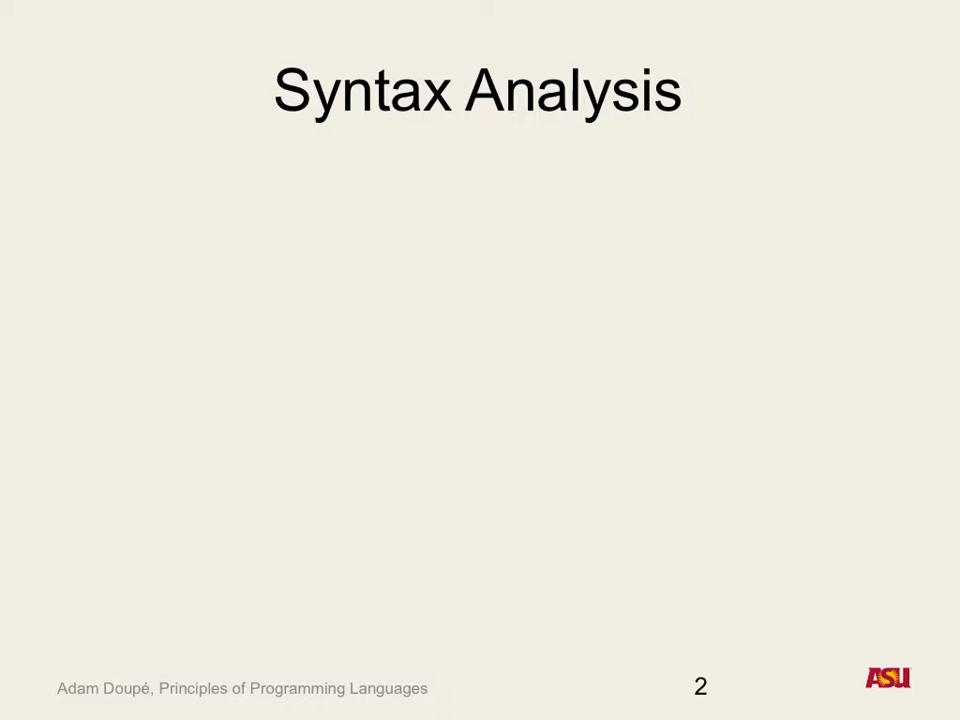 Syntax Analysis
Adam Doupé, Principles of Programming Languages
2
ASU